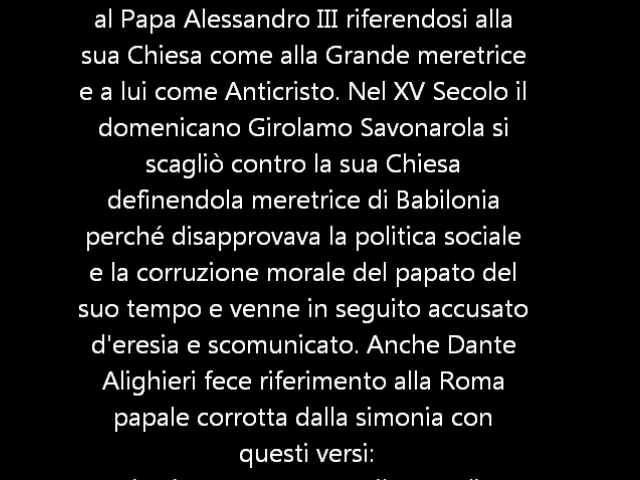 al Papa Alessandro III riferendosi alla
sua Chiesa come alla Grande meretrice
e a lui come Anticristo. Nel XV Secolo il
domenicano Girolamo Savonarola si
scagliò contro la sua Chiesa
definendola meretrice di Babilonia
perché disapprovava la politica sociale
e la corruzione morale del papato del
suo tempo e venne in seguito accusato
d'eresia e scomunicato. Anche Dante
Alighieri fece riferimento alla Roma
papale corrotta dalla simonia con
questi versi: